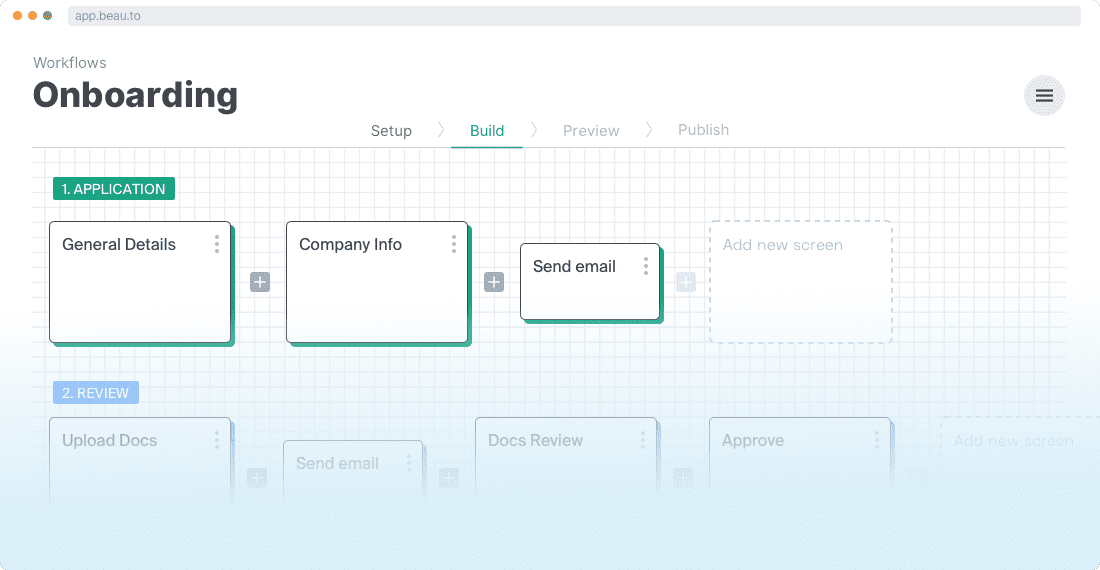 app.beau.to
Workflows
Onboarding
Setup
Build
Preview
Publish
1. APPLICATION
General Details
Company Info
Send email
Add new screen
2. REVIEW
Upload Docs
Send email
Docs Review
Approve
Add new screen